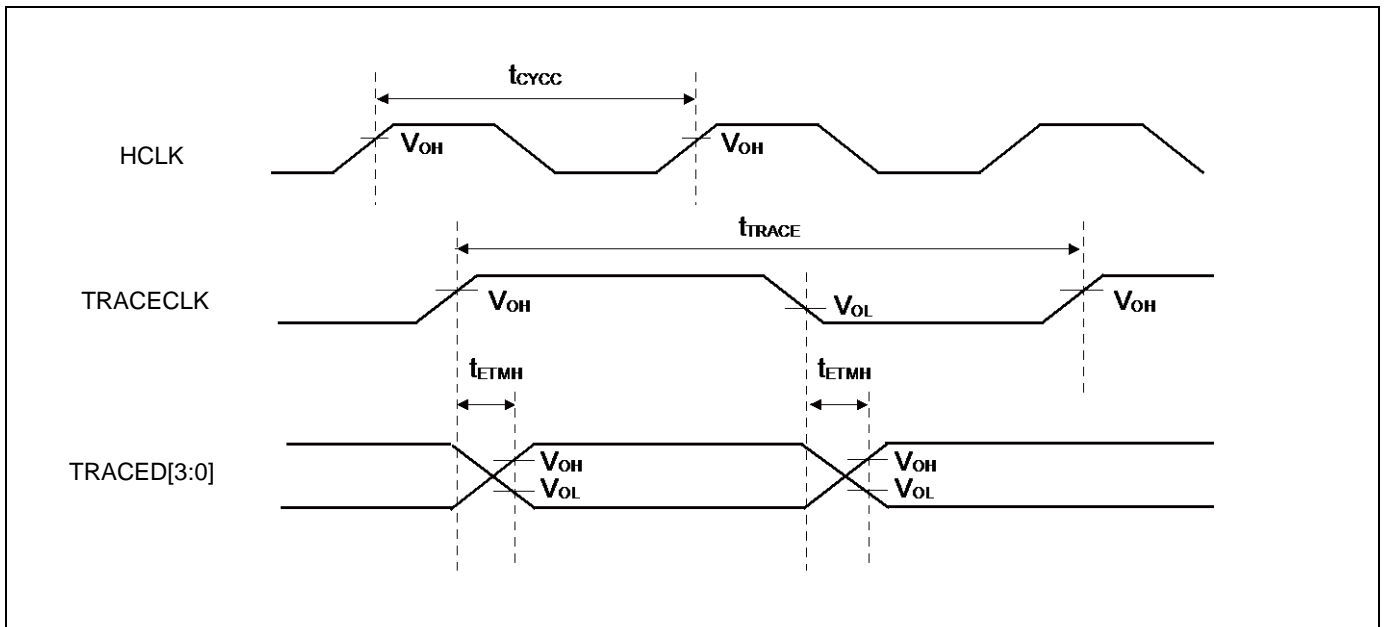 tCYCC
HCLK
VOH
VOH
tTRACE
TRACECLK
VOH
VOL
VOH
tETMH
tETMH
TRACED[3:0]
VOH
VOH
VOL
VOL